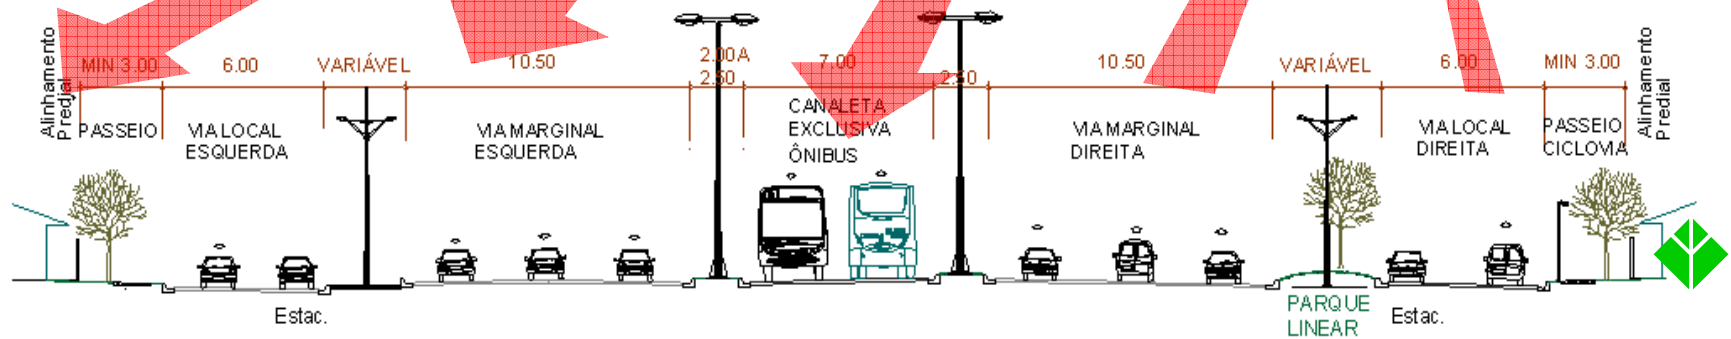 Alinhamento
Predial
MIN 3.00
6.00
VARIÁVEL
10.50
2.00A
2.50
7.00
2.50
10.50
VARIÁVEL
6.00
MIN 3.00
Alinhamento
Predial
PASSEIO
VIA LOCAL
ESQUERDA
VIA MARGINAL
ESQUERDA
CANALETA
EXCLUSIVA
ÔNIBUS
VIA MARGINAL
DIREITA
VIA LOCAL
DIREITA
PASSEIO
CICLOVIA
Estac.
PARQUE
LINEAR
Estac.